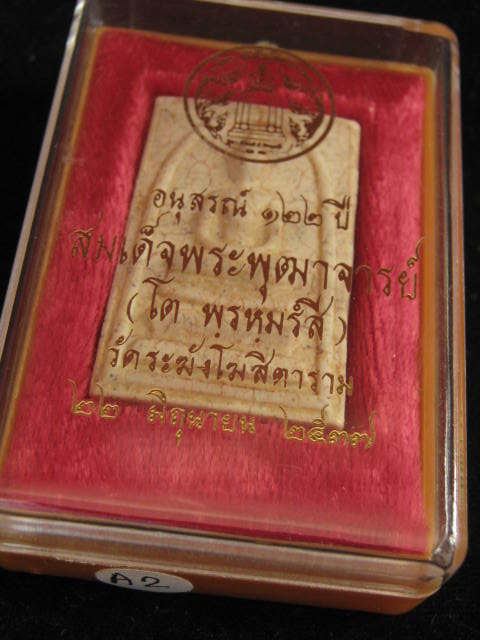 อนุสรณ์ ๑๒๒ ปี
สมเด็จพระพุฒาจารย์
(โต พฺรหฺมรํสี)
วัดระฆังโฆสิตาราม
๒๒ มิถุนายน ๒๕๓๗
A2